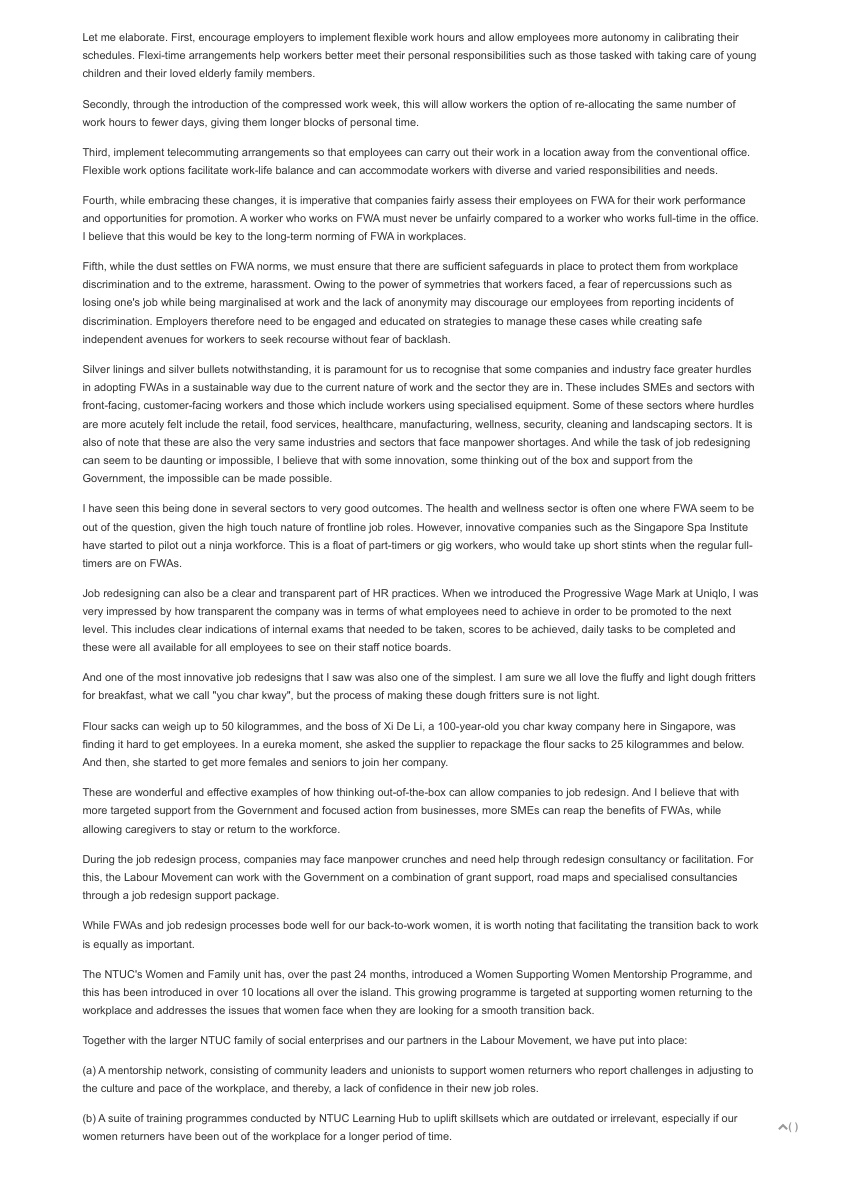 Let me elaborate. First, encourage employers to implement flexible work hours and allow employees more autonomy in calibrating their
schedules. Flexi-time arrangements help workers better meet their personal responsibilities such as those tasked with taking care of young
children and their loved elderly family members.
Secondly, through the introduction of the compressed work week, this will allow workers the option of re-allocating the same number of
work hours to fewer days, giving them longer blocks of personal time.
Third, implement telecommuting arrangements so that employees can carry out their work in a location away from the conventional office.
Flexible work options facilitate work-life balance and can accommodate workers with diverse and varied responsibilities and needs.
Fourth, while embracing these changes, it is imperative that companies fairly assess their employees on FWA for their work performance
and opportunities for promotion. A worker who works on FWA must never be unfairly compared to a worker who works full-time in the office.
I believe that this would be key to the long-term norming of FWA in workplaces.
Fifth, while the dust settles on FWA norms, we must ensure that there are sufficient safeguards in place to protect them from workplace
discrimination and to the extreme, harassment. Owing to the power of symmetries that workers faced, a fear of repercussions such as
losing one's job while being marginalised at work and the lack of anonymity may discourage our employees from reporting incidents of
discrimination. Employers therefore need to be engaged and educated on strategies to manage these cases while creating safe
independent avenues for workers to seek recourse without fear of backlash.
Silver linings and silver bullets notwithstanding, it is paramount for us to recognise that some companies and industry face greater hurdles
in adopting FWAs in a sustainable way due to the current nature of work and the sector they are in. These includes SMEs and sectors with
front-facing, customer-facing workers and those which include workers using specialised equipment. Some of these sectors where hurdles
are more acutely felt include the retail, food services, healthcare, manufacturing, wellness, security, cleaning and landscaping sectors. It is
also of note that these are also the very same industries and sectors that face manpower shortages. And while the task of job redesigning
can seem to be daunting or impossible, I believe that with some innovation, some thinking out of the box and support from the
Government, the impossible can be made possible.
I have seen this being done in several sectors to very good outcomes. The health and wellness sector is often one where FWA seem to be
out of the question, given the high touch nature of frontline job roles. However, innovative companies such as the Singapore Spa Institute
have started to pilot out a ninja workforce. This is a float of part-timers or gig workers, who would take up short stints when the regular full-
timers are on FWAs.
Job redesigning can also be a clear and transparent part of HR practices. When we introduced the Progressive Wage Mark at Uniqlo, I was
very impressed by how transparent the company was in terms of what employees need to achieve in order to be promoted to the next
level. This includes clear indications of internal exams that needed to be taken, scores to be achieved, daily tasks to be completed and
these were all available for all employees to see on their staff notice boards.
And one of the most innovative job redesigns that I saw was also one of the simplest. I am sure we all love the fluffy and light dough fritters
for breakfast, what we call "you char kway", but the process of making these dough fritters sure is not light.
Flour sacks can weigh up to 50 kilogrammes, and the boss of Xi De Li, a 100-year-old you char kway company here in Singapore, was
finding it hard to get employees. In a eureka moment, she asked the supplier to repackage the flour sacks to 25 kilogrammes and below.
And then, she started to get more females and seniors to join her company.
These are wonderful and effective examples of how thinking out-of-the-box can allow companies to job redesign. And I believe that with
more targeted support from the Government and focused action from businesses, more SMEs can reap the benefits of FWAs, while
allowing caregivers to stay or return to the workforce.
During the job redesign process, companies may face manpower crunches and need help through redesign consultancy or facilitation. For
this, the Labour Movement can work with the Government on a combination of grant support, road maps and specialised consultancies
through a job redesign support package.
While FWAs and job redesign processes bode well for our back-to-work women, it is worth noting that facilitating the transition back to work
is equally as important.
The NTUC's Women and Family unit has, over the past 24 months, introduced a Women Supporting Women Mentorship Programme, and
this has been introduced in over 10 locations all over the island. This growing programme is targeted at supporting women returning to the
workplace and addresses the issues that women face when they are looking for a smooth transition back.
Together with the larger NTUC family of social enterprises and our partners in the Labour Movement, we have put into place:
(a) A mentorship network, consisting of community leaders and unionists to support women returners who report challenges in adjusting to
the culture and pace of the workplace, and thereby, a lack of confidence in their new job roles.
(b) A suite of training programmes conducted by NTUC Learning Hub to uplift skillsets which are outdated or irrelevant, especially if our
women returners have been out of the workplace for a longer period of time.
( )